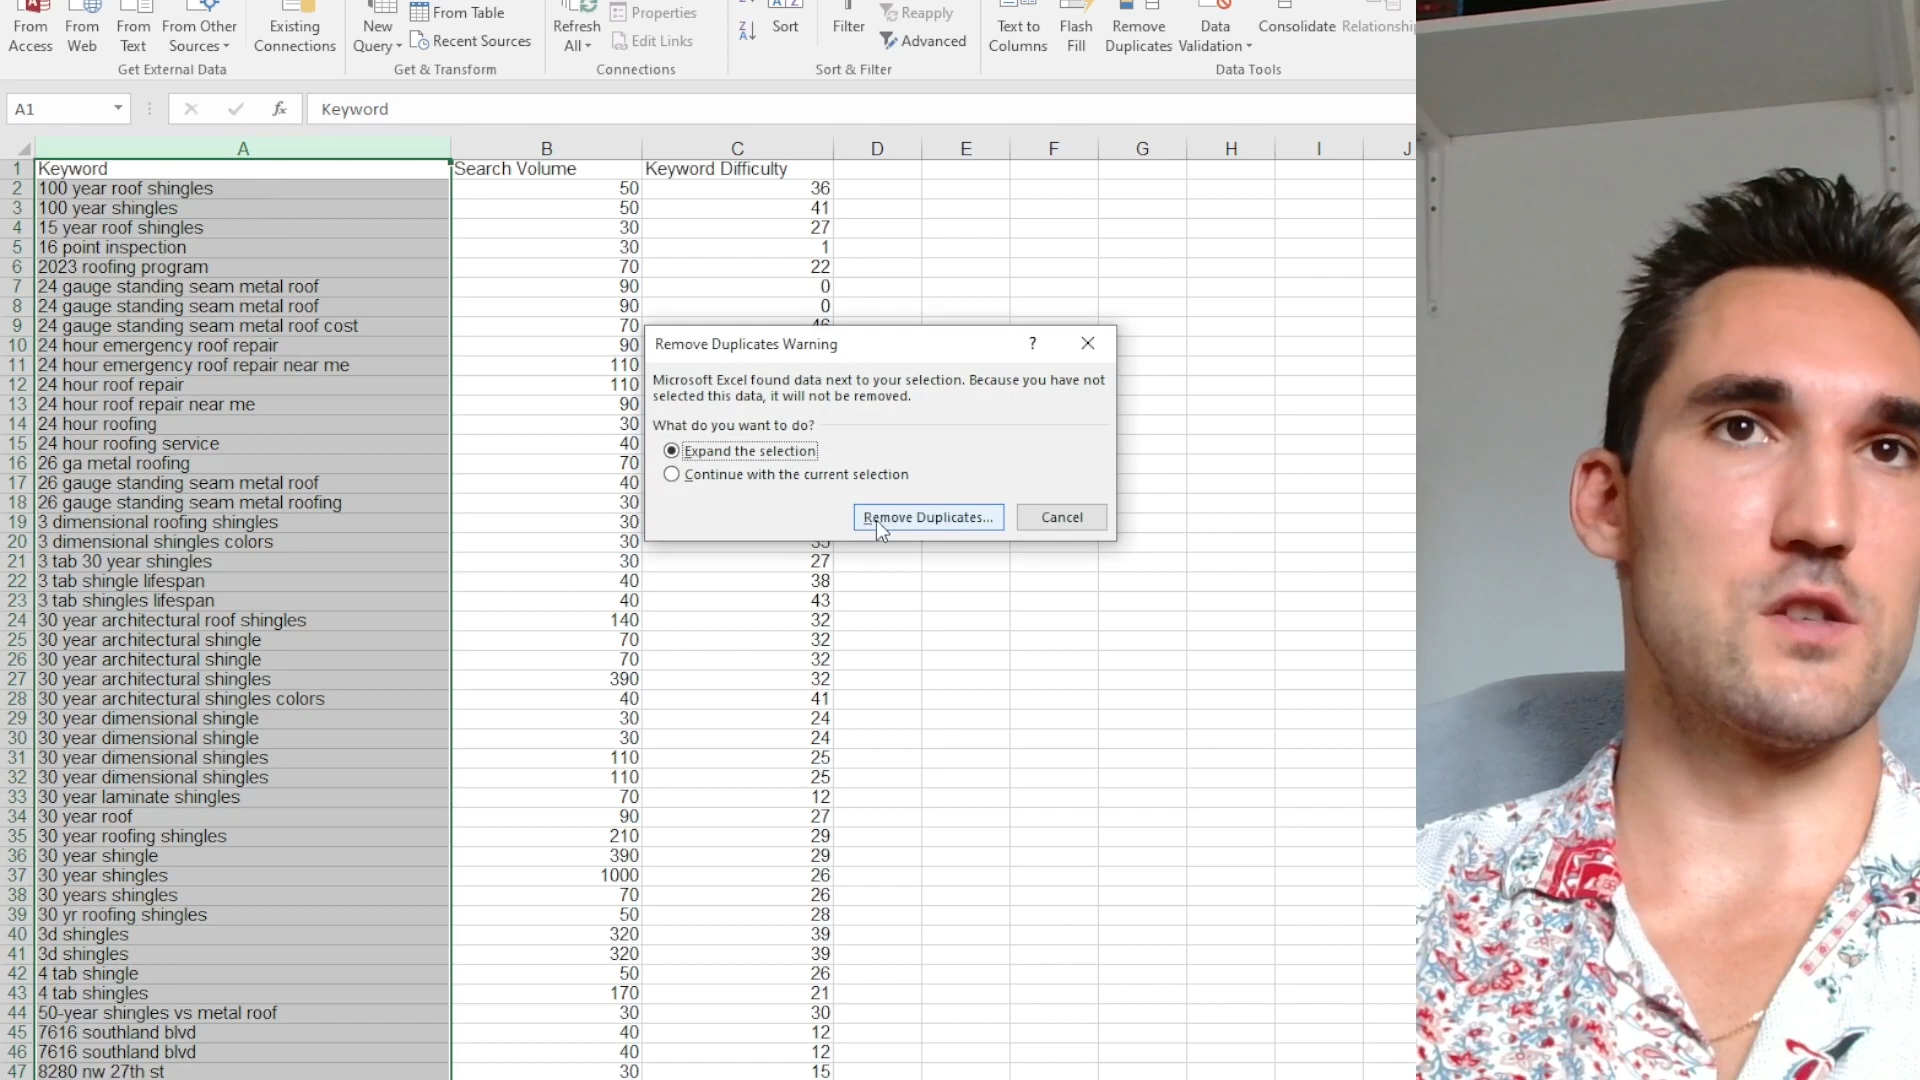 From Access
From Web
From Text
From Other Sources
Get External Data
Existing Connections
New Query
From Table
Recent Sources
Get & Transform
Refresh All
Properties
Edit Links
Connections
Sort
Filter
Reapply
Advanced
Sort & Filter
Text to Columns
Flash Fill
Remove Duplicates
Data Validation
Consolidate
Relationshi
Data Tools
A1
fx
Keyword
A B C D E F G H I J
1 Keyword Search Volume Keyword Difficulty
2 100 year roof shingles 50 36
3 100 year shingles 50 41
4 15 year roof shingles 30 27
5 16 point inspection 30 1
6 2023 roofing program 70 22
7 24 gauge standing seam metal roof 90 0
8 24 gauge standing seam metal roof 90 0
9 24 gauge standing seam metal roof cost 70 46
10 24 hour emergency roof repair 90
11 24 hour emergency roof repair near me 110
12 24 hour roof repair 110
13 24 hour roof repair near me 90
14 24 hour roofing 30
15 24 hour roofing service 40
16 26 ga metal roofing 70
17 26 gauge standing seam metal roof 40
18 26 gauge standing seam metal roofing 30
19 3 dimensional roofing shingles 30
20 3 dimensional shingles colors 30
21 3 tab 30 year shingles 30 27
22 3 tab shingle lifespan 40 38
23 3 tab shingles lifespan 40 43
24 30 year architectural roof shingles 140 32
25 30 year architectural shingle 70 32
26 30 year architectural shingle 70 32
27 30 year architectural shingles 390 32
28 30 year architectural shingles colors 40 41
29 30 year dimensional shingle 30 24
30 30 year dimensional shingle 30 24
31 30 year dimensional shingles 110 25
32 30 year dimensional shingles 110 25
33 30 year laminate shingles 70 12
34 30 year roof 90 27
35 30 year roofing shingles 210 29
36 30 year shingle 390 29
37 30 year shingles 1000 26
38 30 years shingles 70 26
39 30 yr roofing shingles 50 28
40 3d shingles 320 39
41 3d shingles 320 39
42 4 tab shingle 50 26
43 4 tab shingles 170 21
44 50-year shingles vs metal roof 30 30
45 7616 southland blvd 40 12
46 7616 southland blvd 40 12
47 8280 nw 27th st 30 15
Remove Duplicates Warning
?
Microsoft Excel found data next to your selection. Because you have not
selected this data, it will not be removed.
What do you want to do?
Expand the selection
Continue with the current selection
Remove Duplicates...
Cancel